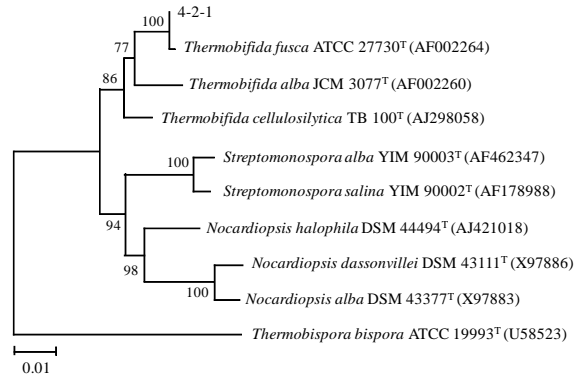 4-2-1
100
Thermobifida fusca ATCC 27730ᵀ (AF002264)
77
Thermobifida alba JCM 3077ᵀ (AF002260)
86
Thermobifida cellulosilytica TB 100ᵀ (AJ298058)
Streptomonospora alba YIM 90003ᵀ (AF462347)
100
Streptomonospora salina YIM 90002ᵀ (AF178988)
94
Nocardiopsis halophila DSM 44494ᵀ (AJ421018)
98
Nocardiopsis dassonvillei DSM 43111ᵀ (X97886)
100
Nocardiopsis alba DSM 43377ᵀ (X97883)
Thermobispora bispora ATCC 19993ᵀ (U58523)
0.01